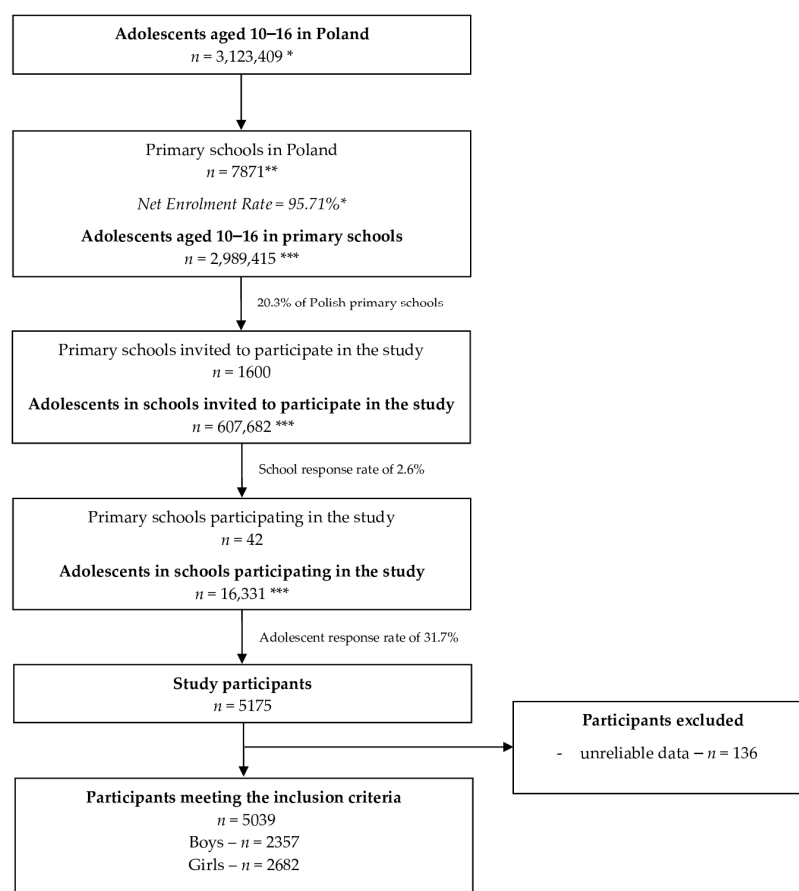 Adolescents aged 10–16 in Poland
n = 3,123,409 *
Primary schools in Poland
n = 7871**
Net Enrolment Rate = 95.71%*
Adolescents aged 10–16 in primary schools
n = 2,989,415 ***
20.3% of Polish primary schools
Primary schools invited to participate in the study
n = 1600
Adolescents in schools invited to participate in the study
n = 607,682 ***
School response rate of 2.6%
Primary schools participating in the study
n = 42
Adolescents in schools participating in the study
n = 16,331 ***
Adolescent response rate of 31.7%
Study participants
n = 5175
Participants excluded
- unreliable data – n = 136
Participants meeting the inclusion criteria
n = 5039
Boys – n = 2357
Girls – n = 2682